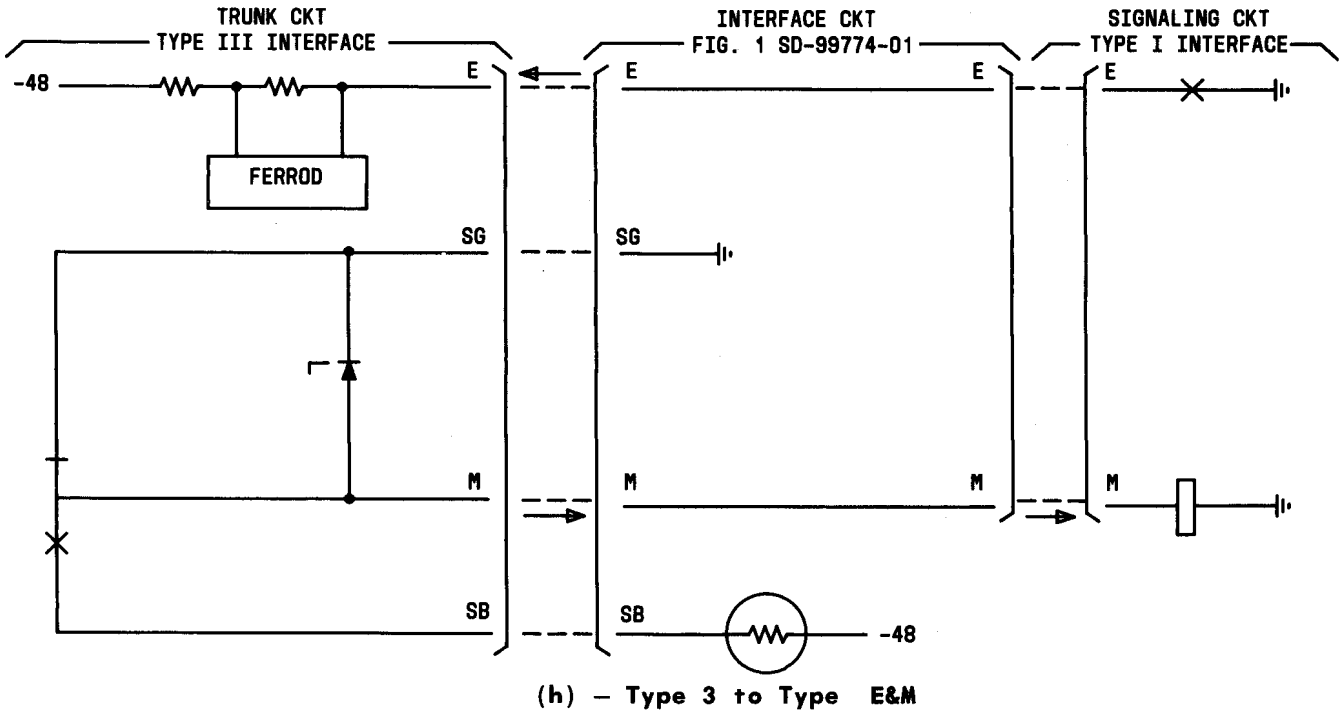 TRUNK CKT
TYPE III INTERFACE
INTERFACE CKT
FIG. 1 SD-99774-01
SIGNALING CKT
TYPE I INTERFACE
-48
E
E
E
E
FERROD
SG
SG
M
M
M
M
SB
SB
-48
(h) — Type 3 to Type E&M